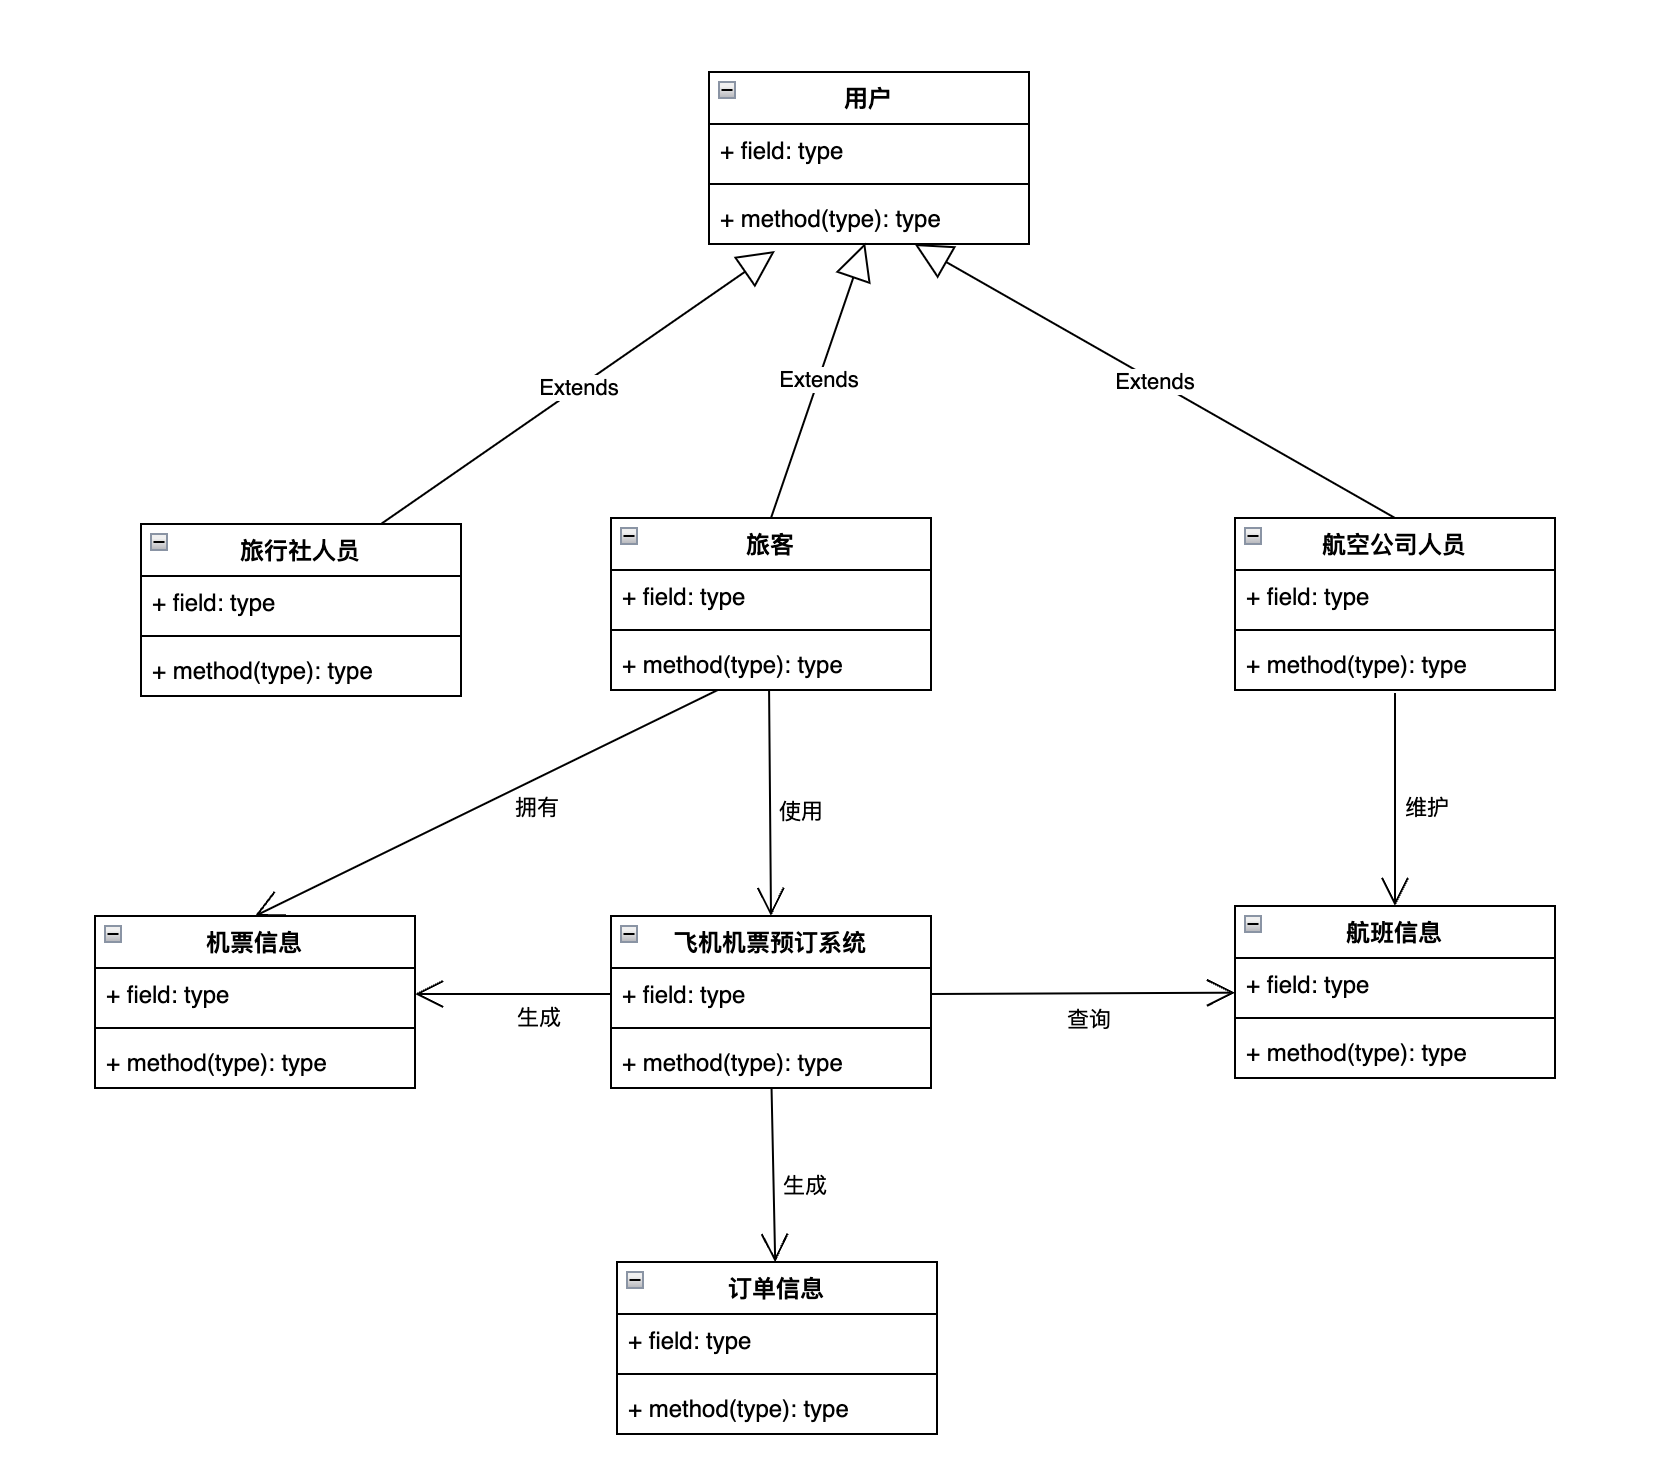 用户
+ field: type
+ method(type): type
Extends
Extends
Extends
旅行社人员
+ field: type
+ method(type): type
旅客
+ field: type
+ method(type): type
航空公司人员
+ field: type
+ method(type): type
拥有
使用
维护
机票信息
+ field: type
+ method(type): type
生成
飞机机票预订系统
+ field: type
+ method(type): type
查询
航班信息
+ field: type
+ method(type): type
生成
订单信息
+ field: type
+ method(type): type